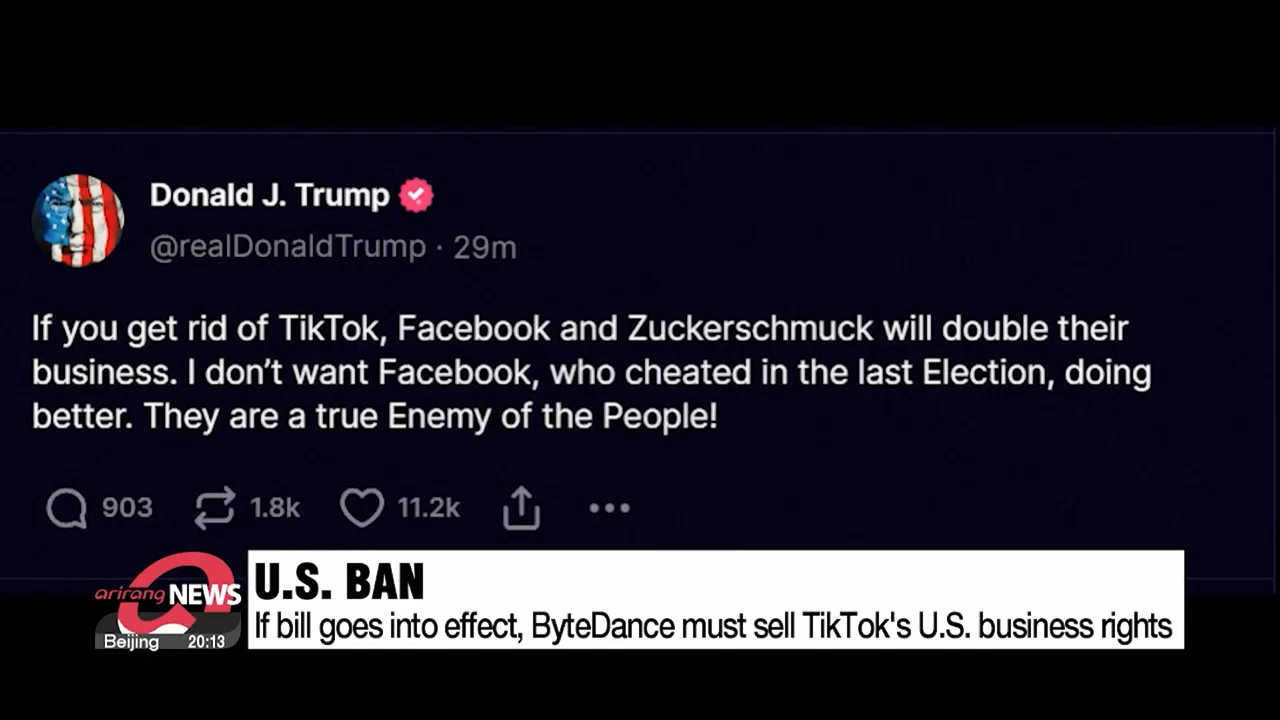 Donald J. Trump
@realDonaldTrump · 29m
If you get rid of TikTok, Facebook and Zuckerschmuck will double their
business. I don’t want Facebook, who cheated in the last Election, doing
better. They are a true Enemy of the People!
903 1.8k 11.2k
arirang NEWS
Beijing 20:13
U.S. BAN
If bill goes into effect, ByteDance must sell TikTok's U.S. business rights